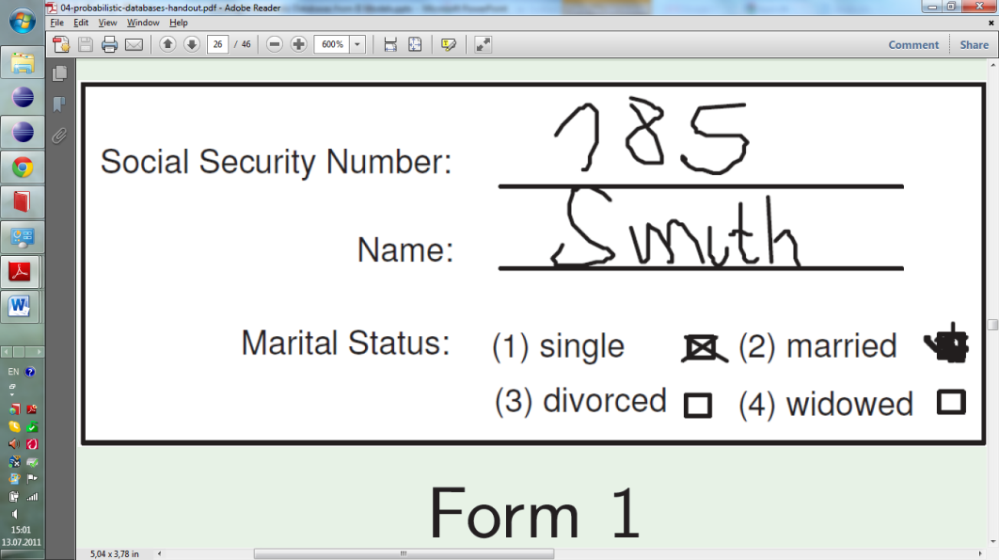 04-probabilistic-databases-handout.pdf - Adobe Reader
File Edit View Window Help
26 / 46 600% Comment Share
Social Security Number: 185
Name: Smith
Marital Status: (1) single (2) married
(3) divorced (4) widowed
Form 1
EN
15:01
13.07.2011
5,04 x 3,78 in